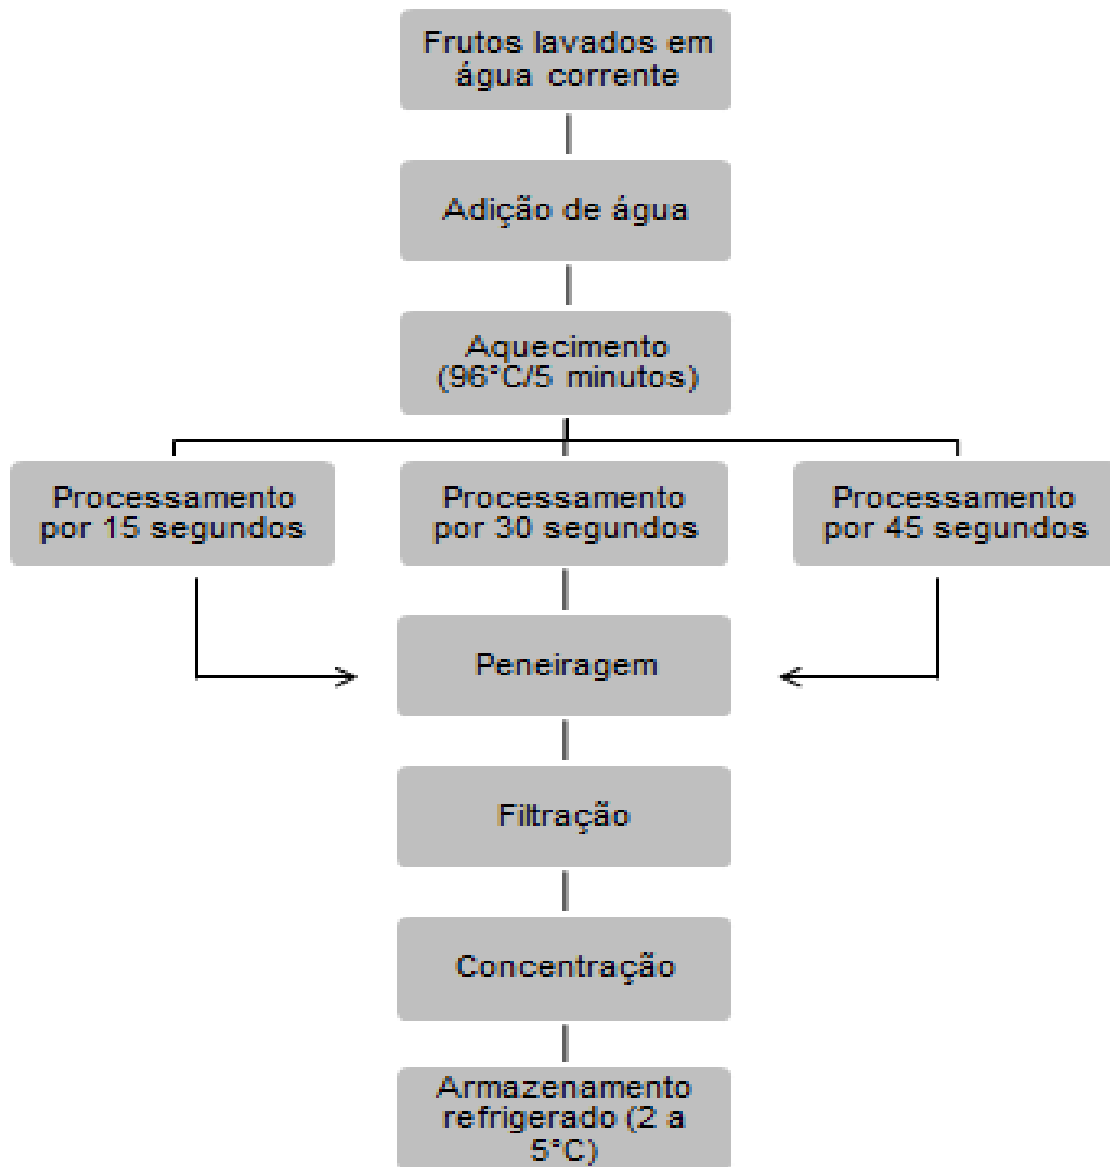 Frutos lavados em
água corrente
Adição de água
Aquecimento
(96°C/5 minutos)
Processamento
por 15 segundos
Processamento
por 30 segundos
Processamento
por 45 segundos
Peneiragem
Filtração
Concentração
Armazenamento
refrigerado (2 a
5°C)